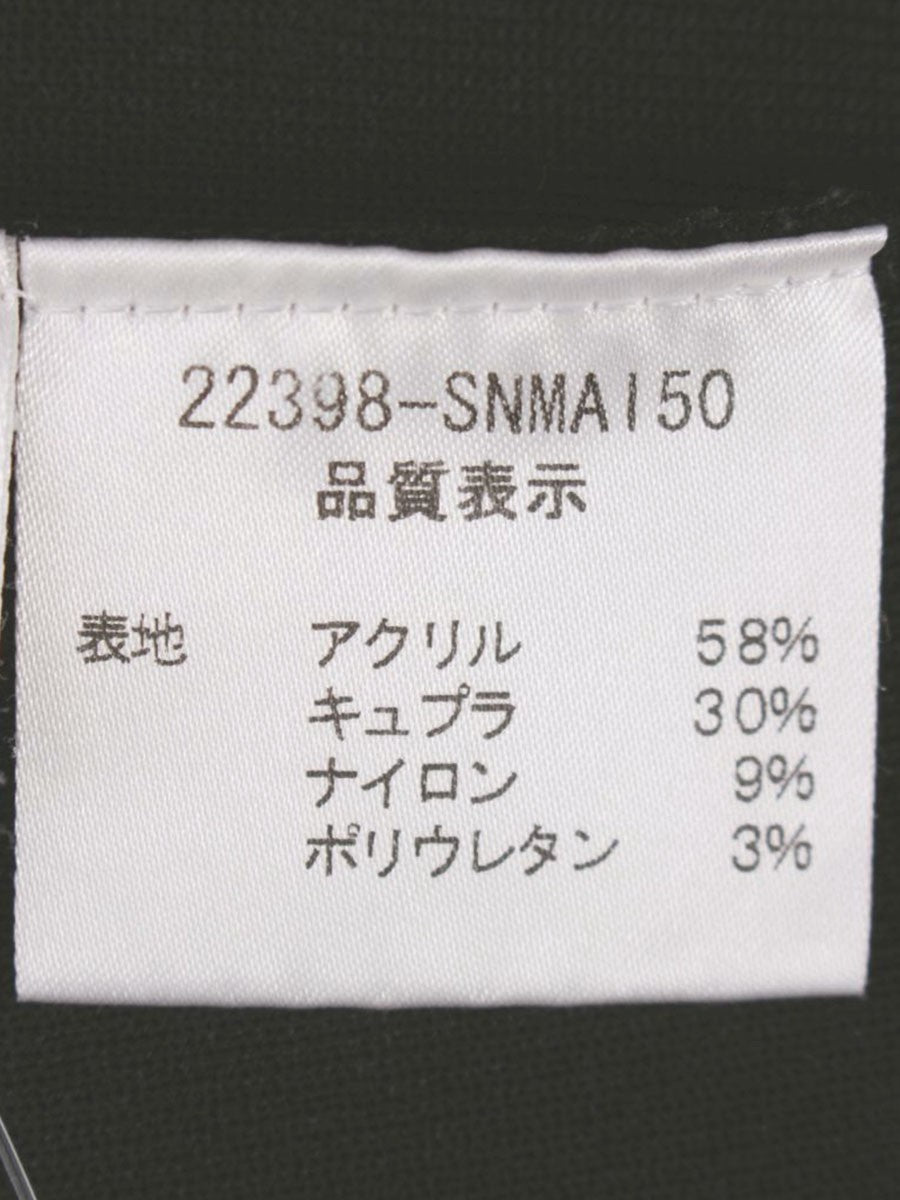 22398-SNMA150
品質表示
表地 アクリル 58%
キュプラ 30%
ナイロン 9%
ポリウレタン 3%